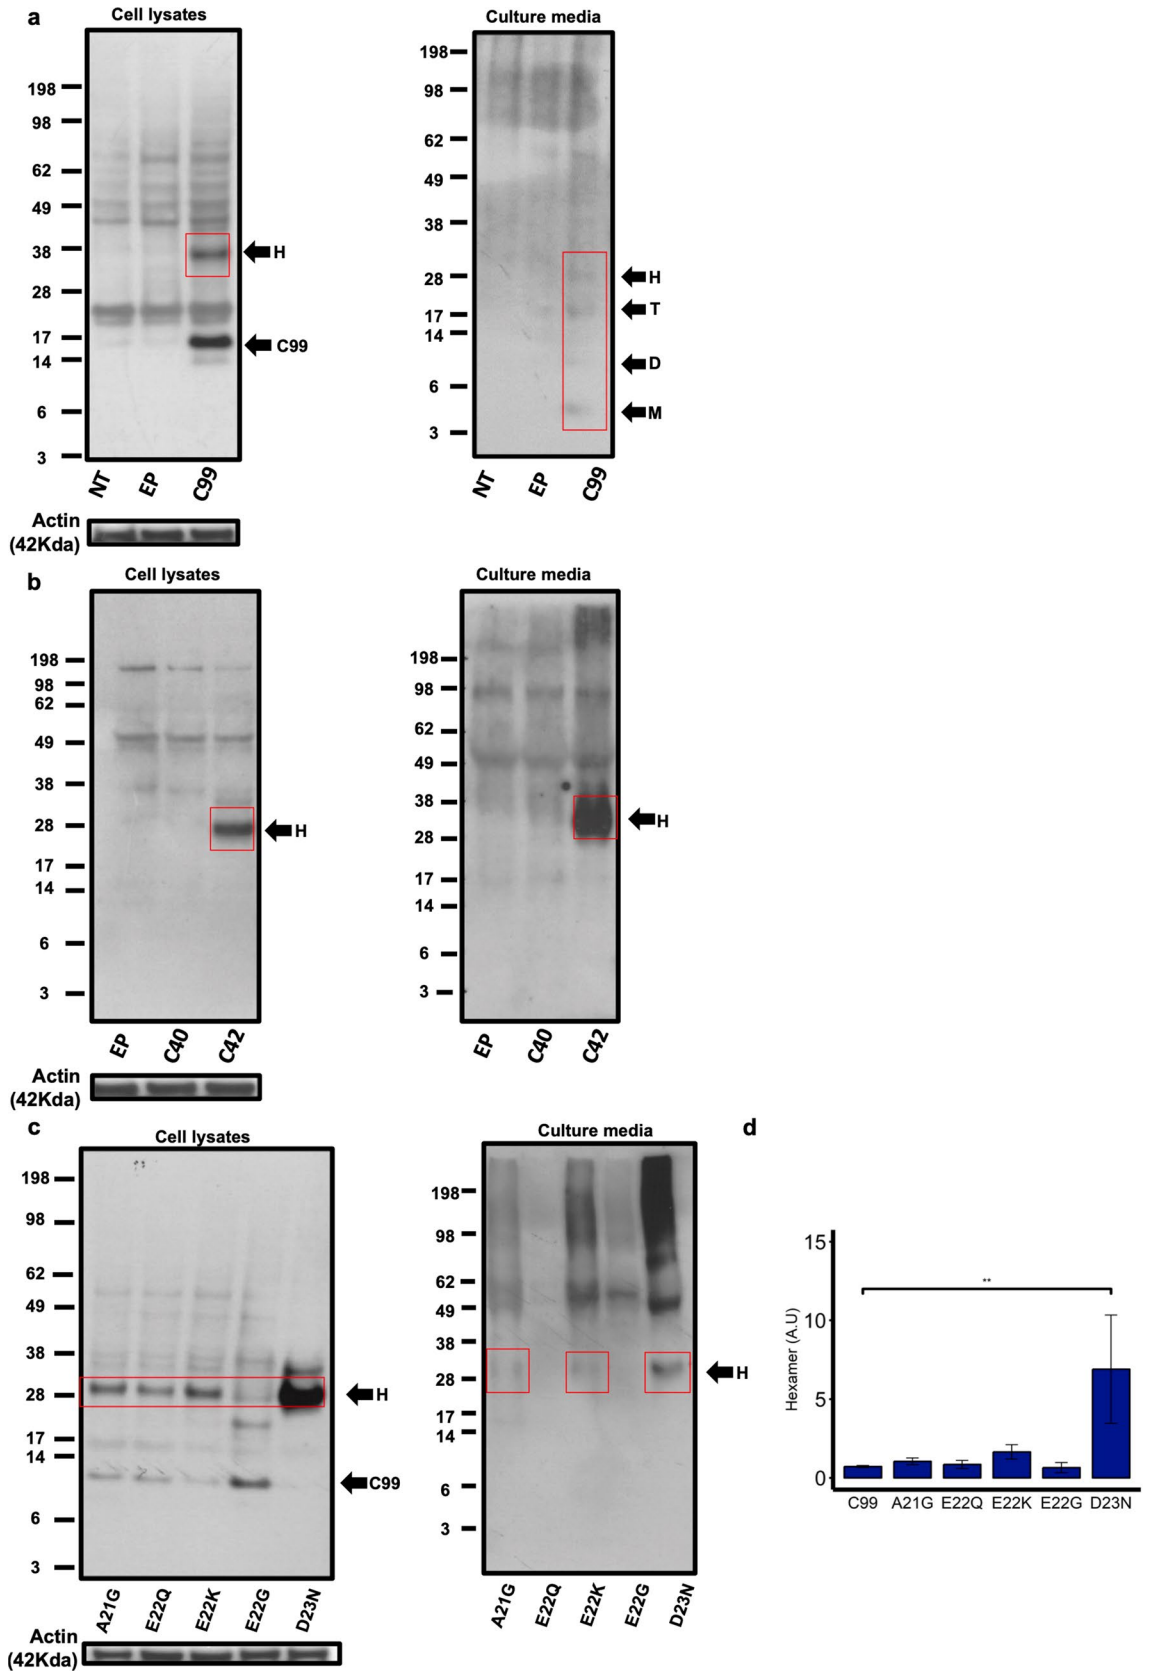 a
Cell lysates
198
98
62
49
38
28
17
14
6
3
H
C99
NT
EP
C99
Actin
(42Kda)
Culture media
198
98
62
49
38
28
17
14
6
3
H
T
D
M
NT
EP
C99
b
Cell lysates
198
98
62
49
38
28
17
14
6
3
H
EP
C40
C42
Actin
(42Kda)
Culture media
198
98
62
49
38
28
17
14
6
3
H
EP
C40
C42
c
Cell lysates
198
98
62
49
38
28
17
14
6
3
H
C99
A21G
E22Q
E22K
E22G
D23N
Actin
(42Kda)
Culture media
198
98
62
49
38
28
17
14
6
3
H
A21G
E22Q
E22K
E22G
D23N
d
Hexamer (A.U)
15
10
5
0
**
C99 A21G E22Q E22K E22G D23N